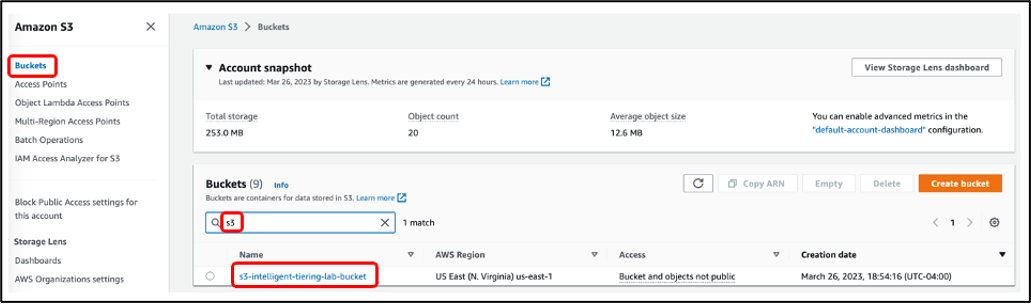 Amazon S3
Buckets
Access Points
Object Lambda Access Points
Multi-Region Access Points
Batch Operations
IAM Access Analyzer for S3
Block Public Access settings for
this account
Storage Lens
Dashboards
AWS Organizations settings
Amazon S3 > Buckets
Account snapshot
Last updated: Mar 26, 2023 by Storage Lens. Metrics are generated every 24 hours. Learn more
View Storage Lens dashboard
Total storage
253.0 MB
Object count
20
Average object size
12.6 MB
You can enable advanced metrics in the
"default-account-dashboard" configuration.
Buckets (9) Info
Buckets are containers for data stored in S3. Learn more
Copy ARN
Empty
Delete
Create bucket
s3
1 match
1
Name AWS Region Access Creation date
s3-intelligent-tiering-lab-bucket US East (N. Virginia) us-east-1 Bucket and objects not public March 26, 2023, 18:54:16 (UTC-04:00)